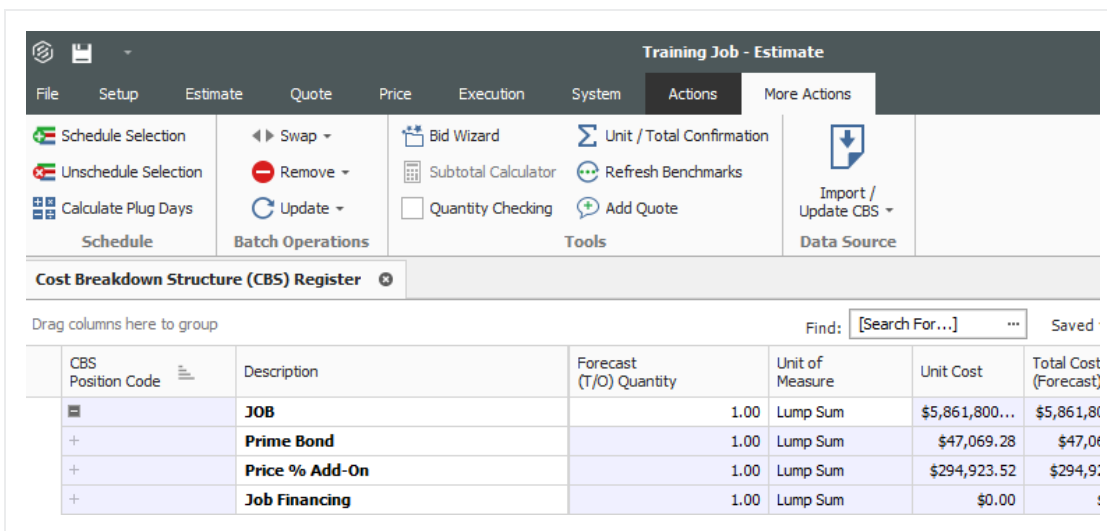 Training Job - Estimate
File Setup Estimate Quote Price Execution System Actions More Actions
Schedule Selection Swap Bid Wizard Unit / Total Confirmation
Unschedule Selection Remove Subtotal Calculator Refresh Benchmarks
Calculate Plug Days Update Quantity Checking Add Quote
Import /
Update CBS
Schedule Batch Operations Tools Data Source
Cost Breakdown Structure (CBS) Register
Drag columns here to group Find: [Search For...] ... Saved
CBS
Position Code
Description
Forecast
(T/O) Quantity
Unit of
Measure
Unit Cost
Total Cost
(Forecast)
JOB 1.00 Lump Sum $5,861,800... $5,861,80
Prime Bond 1.00 Lump Sum $47,069.28 $47,06
Price % Add-On 1.00 Lump Sum $294,923.52 $294,92
Job Financing 1.00 Lump Sum $0.00